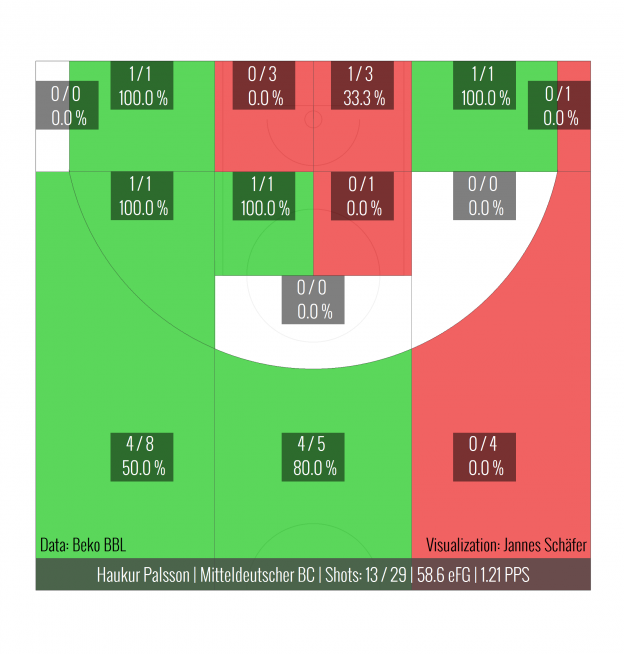 1 / 1
100.0 %
0 / 3
0.0 %
1 / 3
33.3 %
1 / 1
100.0 %
0 / 0
0.0 %
0 / 1
0.0 %
1 / 1
100.0 %
1 / 1
100.0 %
0 / 1
0.0 %
0 / 0
0.0 %
0 / 0
0.0 %
4 / 8
50.0 %
4 / 5
80.0 %
0 / 4
0.0 %
Data: Beko BBL
Visualization: Jannes Schäfer
Haukur Palsson | Mitteldeutscher BC | Shots: 13 / 29 | 58.6 eFG | 1.21 PPS